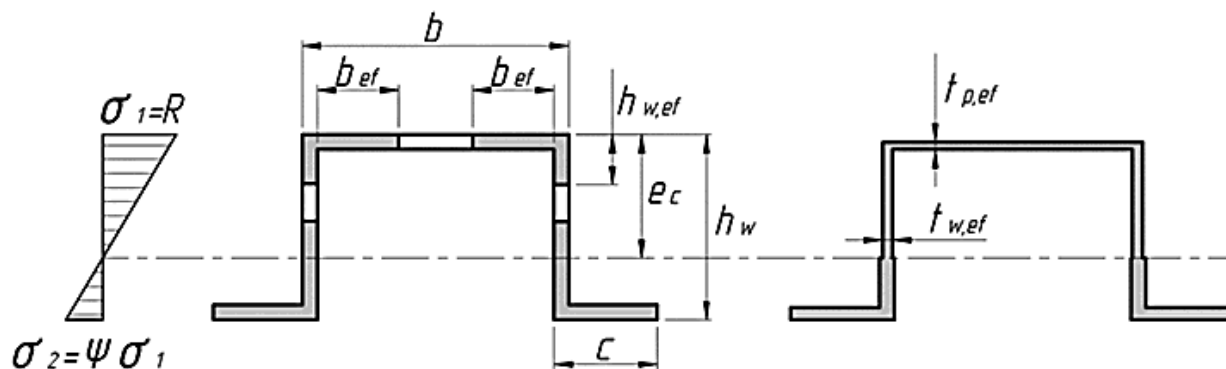 b
b ef
b ef
h w,ef
t p,ef
σ 1=R
e c
h w
t w,ef
σ 2=Ψ σ 1
c